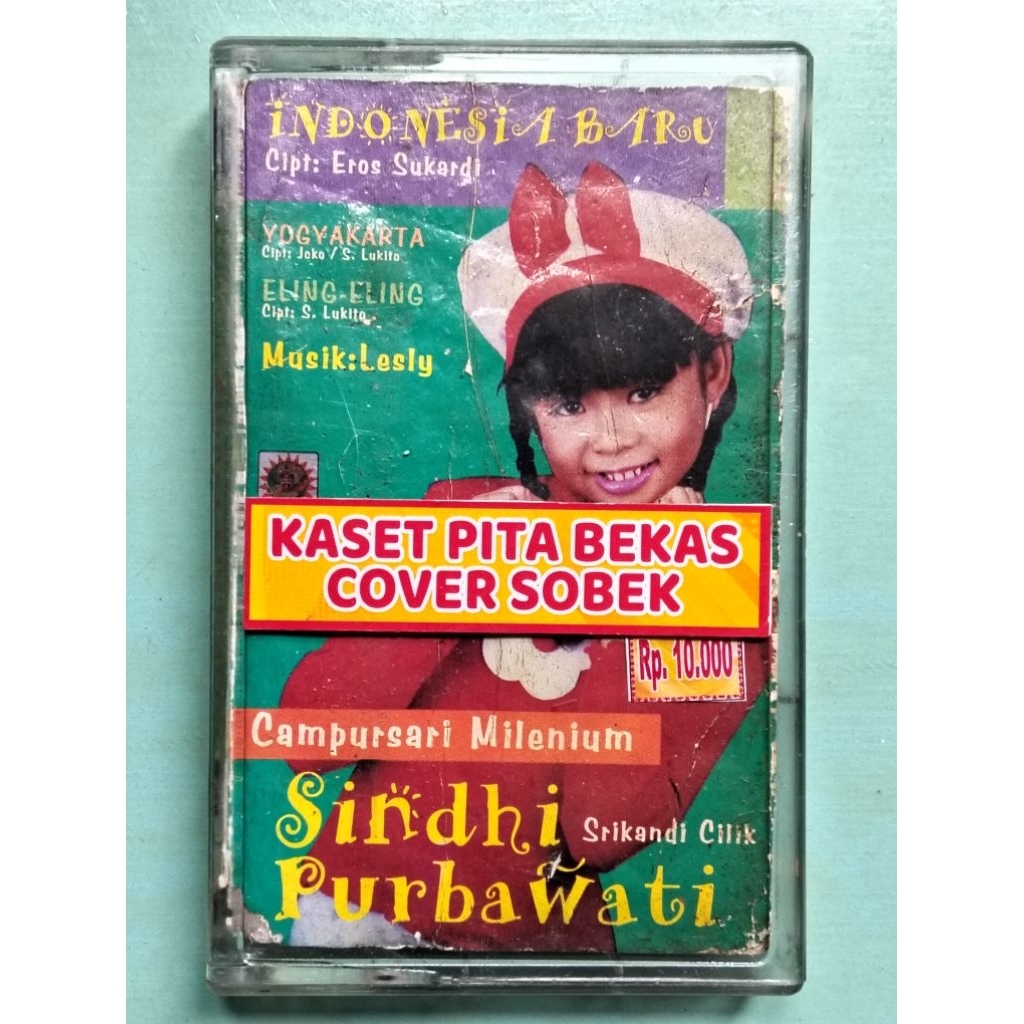 INDONESIA BARU
Cipt: Eros Sukardi
YOGYAKARTA
Cipt: Joko / S. Lukito
ELING-ELING
Cipt: S. Lukito
Musik:Lesly
KASET PITA BEKAS
COVER SOBEK
Rp. 10.000
Campursari Milenium
Sindhi
Srikandi Cilik
Purbawati